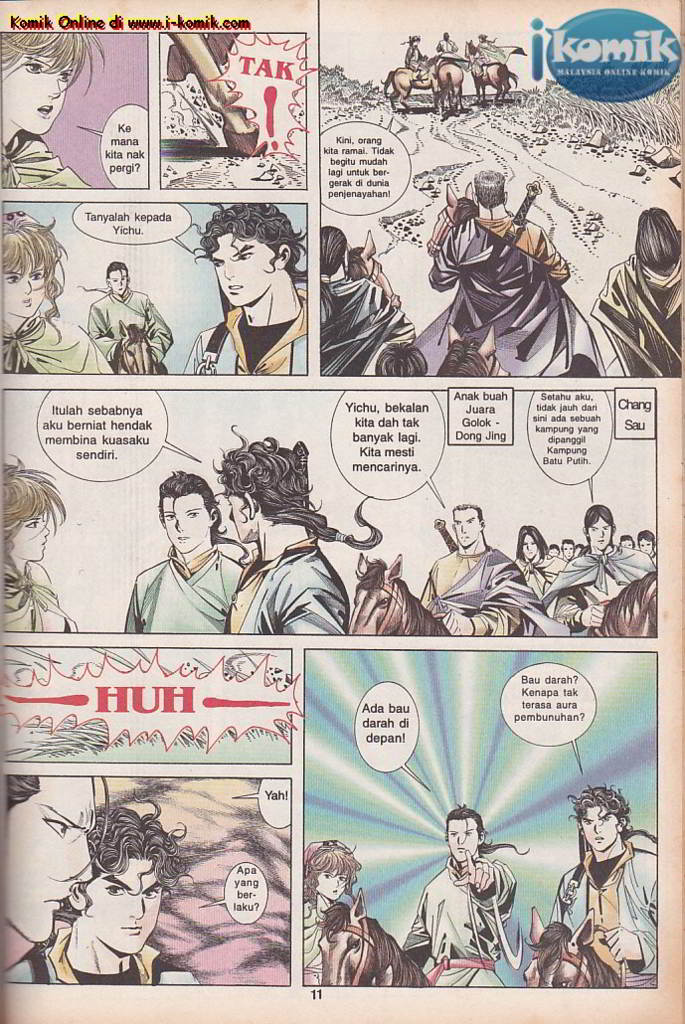 Komik Online di www.i-komik.com
ikomik
MALAYSIA ONLINE KOMIK
Ke
mana
kita nak
pergi?
TAK
!
Tanyalah kepada
Yichu.
Kini, orang
kita ramai. Tidak
begitu mudah
lagi untuk ber-
gerak di dunia
penjenayahan!
Itulah sebabnya
aku berniat hendak
membina kuasaku
sendiri.
Yichu, bekalan
kita dah tak
banyak lagi.
Kita mesti
mencarinya.
Anak buah
Juara
Golok -
Dong Jing
Setahu aku,
tidak jauh dari
sini ada sebuah
kampung yang
dipanggil
Kampung
Batu Putih.
Chang
Sau
HUH
Yah!
Apa
yang
ber-
laku?
Ada bau
darah di
depan!
Bau darah?
Kenapa tak
terasa aura
pembunuhan?
11